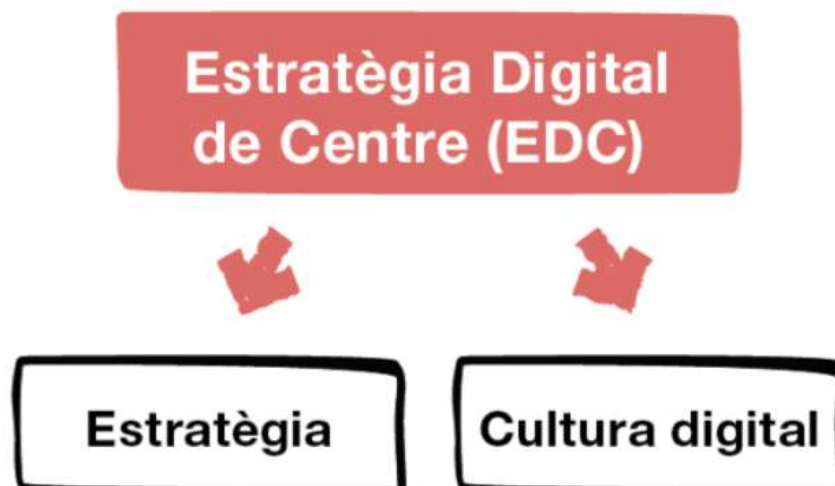 Estratègia Digital
de Centre (EDC)
Estratègia
Cultura digital